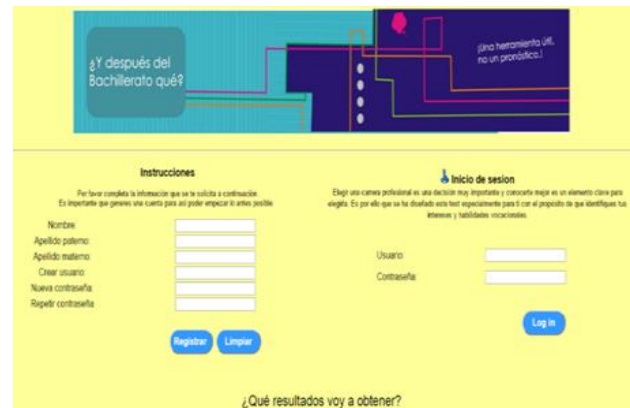 ¿Y después del
Bachillerato qué?
¡Una herramienta útil,
no un pronóstico.!
Instrucciones
Por favor completa la información que se te solicita a continuación.
Es importante que generes una cuenta para así poder empezar lo antes posible.
Nombre:
Apellido paterno:
Apellido materno:
Crear usuario:
Nueva contraseña:
Repetir contraseña:
Registrar
Limpiar
Inicio de sesion
Elegir una carrera profesional es una decisión muy importante y conocerte mejor es un elemento clave para
elegirla. Es por ello que se ha diseñado este test especialmente para ti con el propósito de que identifiques tus
intereses y habilidades vocacionales.
Usuario:
Contraseña:
Log in
¿Qué resultados voy a obtener?